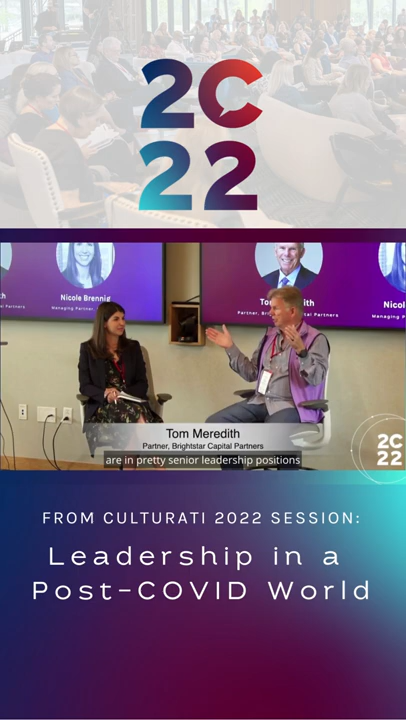 2C
22
Nicole Brennig
Managing Partner,
Nicol
Tom Meredith
Partner, Brightstar Capital Partners
are in pretty senior leadership positions
2C
22
FROM CULTURATI 2022 SESSION:
Leadership in a
Post-COVID World